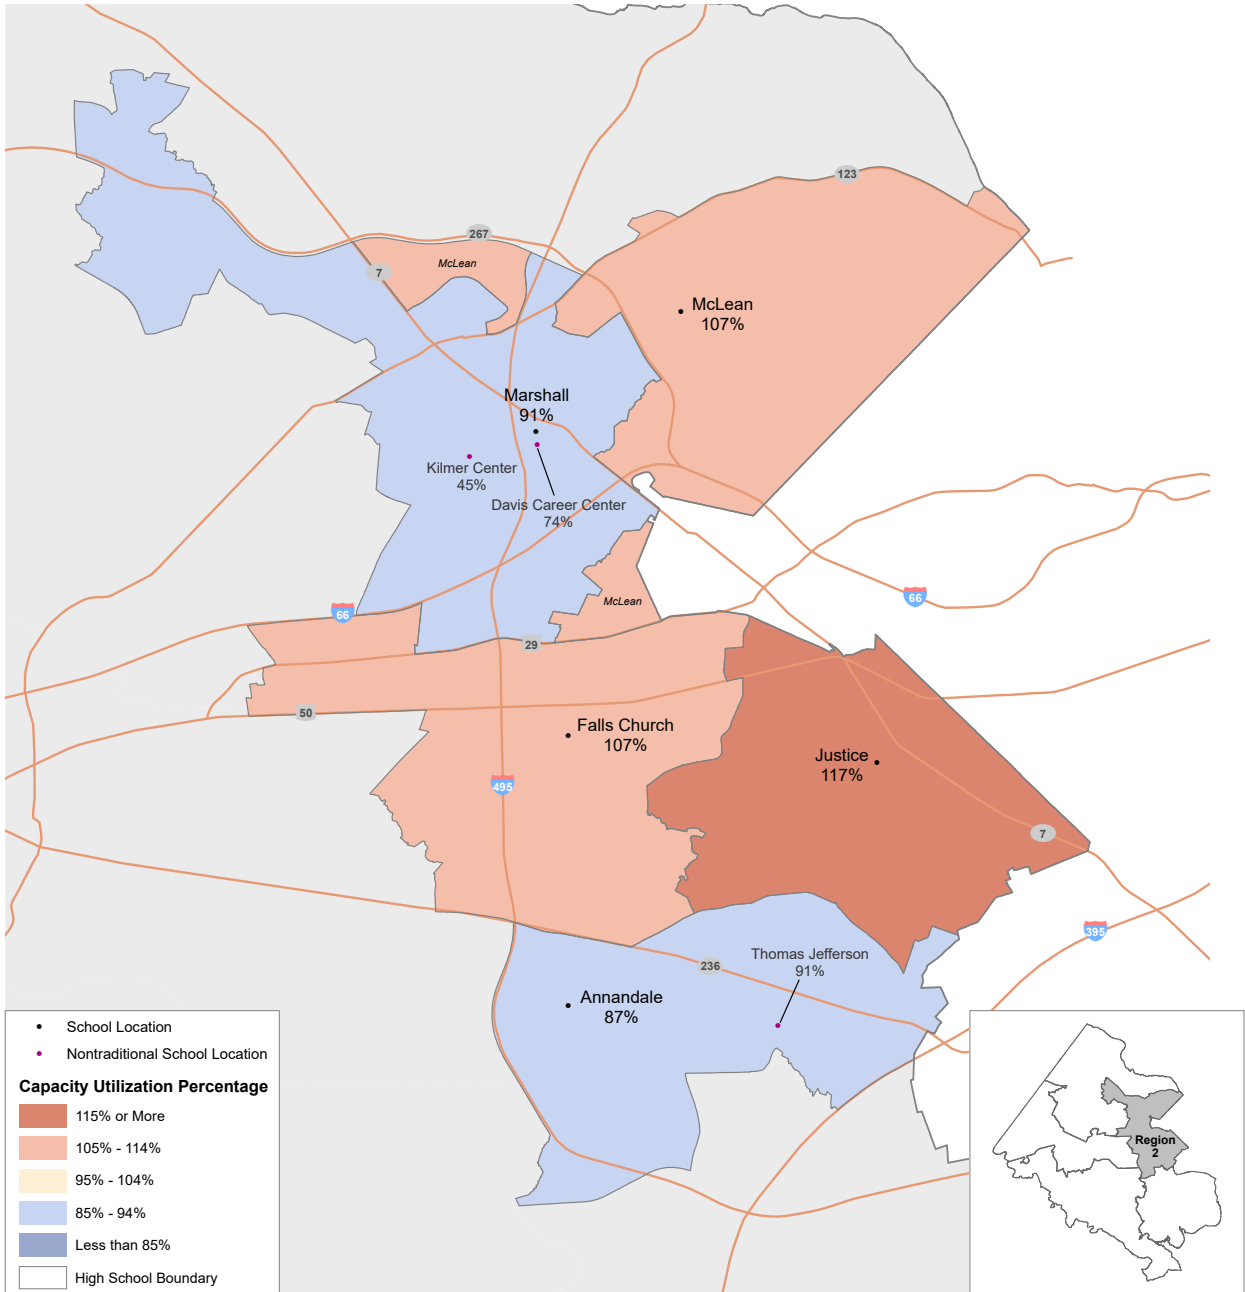 123
267
7
McLean
McLean
107%
Marshall
91%
Kilmer Center
45%
Davis Career Center
74%
McLean
66
66
29
50
Falls Church
107%
Justice
117%
495
7
395
Thomas Jefferson
91%
236
Annandale
87%
School Location
Nontraditional School Location
Capacity Utilization Percentage
115% or More
105% - 114%
95% - 104%
85% - 94%
Less than 85%
High School Boundary
Region
2